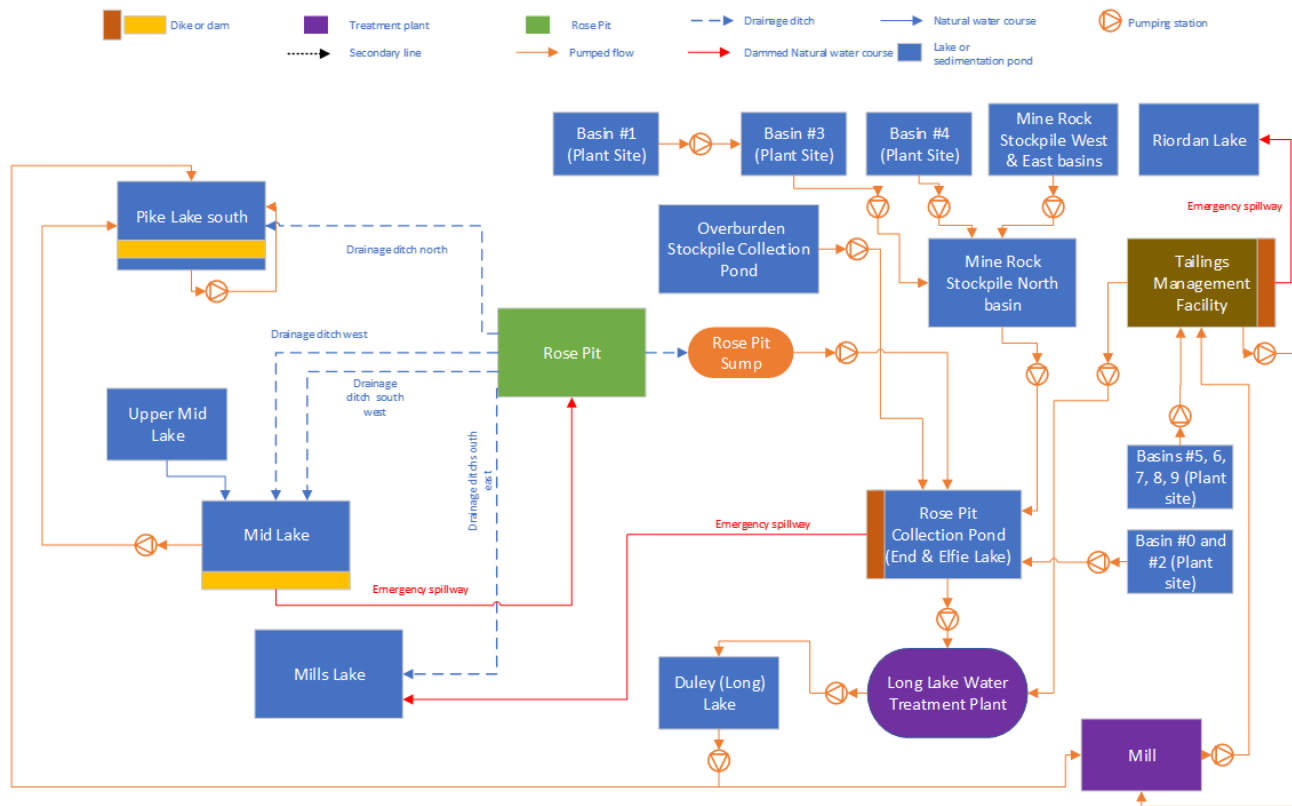 Dike or dam
Treatment plant
Rose Pit
Drainage ditch
Natural water course
Pumping station
Secondary line
Pumped flow
Dammed Natural water course
Lake or
sedimentation pond
Basin #1
(Plant Site)
Basin #3
(Plant Site)
Basin #4
(Plant Site)
Mine Rock
Stockpile West
& East basins
Riordan Lake
Pike Lake south
Emergency spillway
Overburden
Stockpile Collection
Pond
Drainage ditch north
Mine Rock
Stockpile North
basin
Tailings
Management
Facility
Drainage ditch west
Rose Pit
Rose Pit
Sump
Drainage
ditch south
west
Upper Mid
Lake
Drainage ditch south
east
Basins #5, 6,
7, 8, 9 (Plant
site)
Mid Lake
Emergency spillway
Rose Pit
Collection Pond
(End & Elfie Lake)
Basin #0 and
#2 (Plant
site)
Emergency spillway
Mills Lake
Duley (Long)
Lake
Long Lake Water
Treatment Plant
Mill